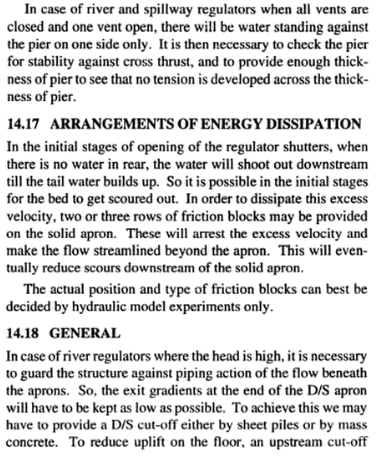 In case of river and spillway regulators when all vents are
closed and one vent open, there will be water standing against
the pier on one side only. It is then necessary to check the pier
for stability against cross thrust, and to provide enough thick-
ness of pier to see that no tension is developed across the thick-
ness of pier.
14.17 ARRANGEMENTS OF ENERGY DISSIPATION
In the initial stages of opening of the regulator shutters, when
there is no water in rear, the water will shoot out downstream
till the tail water builds up. So it is possible in the initial stages
for the bed to get scoured out. In order to dissipate this excess
velocity, two or three rows of friction blocks may be provided
on the solid apron. These will arrest the excess velocity and
make the flow streamlined beyond the apron. This will even-
tually reduce scours downstream of the solid apron.
The actual position and type of friction blocks can best be
decided by hydraulic model experiments only.
14.18 GENERAL
In case of river regulators where the head is high, it is necessary
to guard the structure against piping action of the flow beneath
the aprons. So, the exit gradients at the end of the D/S apron
will have to be kept as low as possible. To achieve this we may
have to provide a D/S cut-off either by sheet piles or by mass
concrete. To reduce uplift on the floor, an upstream cut-off